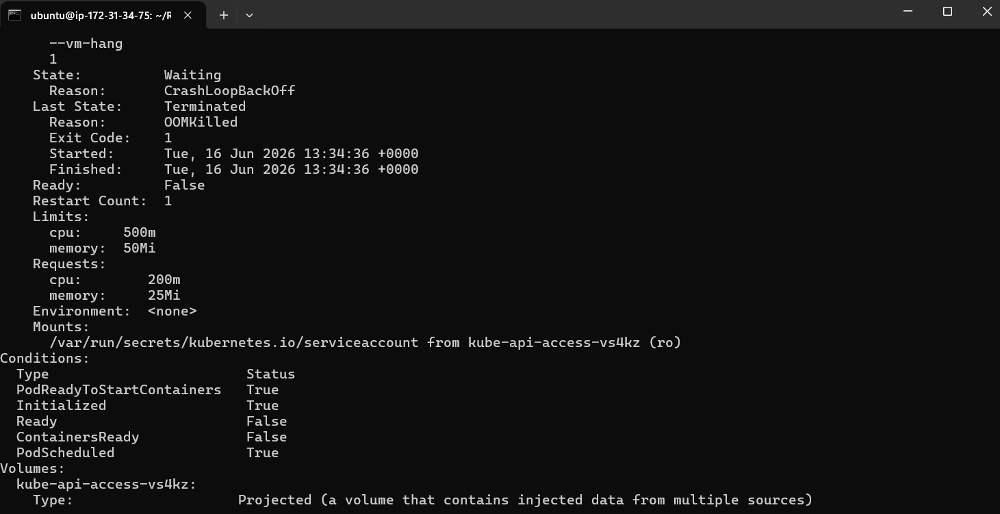 ubuntu@ip-172-31-34-75: ~/R
--vm-hang
1
State: Waiting
Reason: CrashLoopBackOff
Last State: Terminated
Reason: OOMKilled
Exit Code: 1
Started: Tue, 16 Jun 2026 13:34:36 +0000
Finished: Tue, 16 Jun 2026 13:34:36 +0000
Ready: False
Restart Count: 1
Limits:
cpu: 500m
memory: 50Mi
Requests:
cpu: 200m
memory: 25Mi
Environment: <none>
Mounts:
/var/run/secrets/kubernetes.io/serviceaccount from kube-api-access-vs4kz (ro)
Conditions:
Type Status
PodReadyToStartContainers True
Initialized True
Ready False
ContainersReady False
PodScheduled True
Volumes:
kube-api-access-vs4kz:
Type: Projected (a volume that contains injected data from multiple sources)